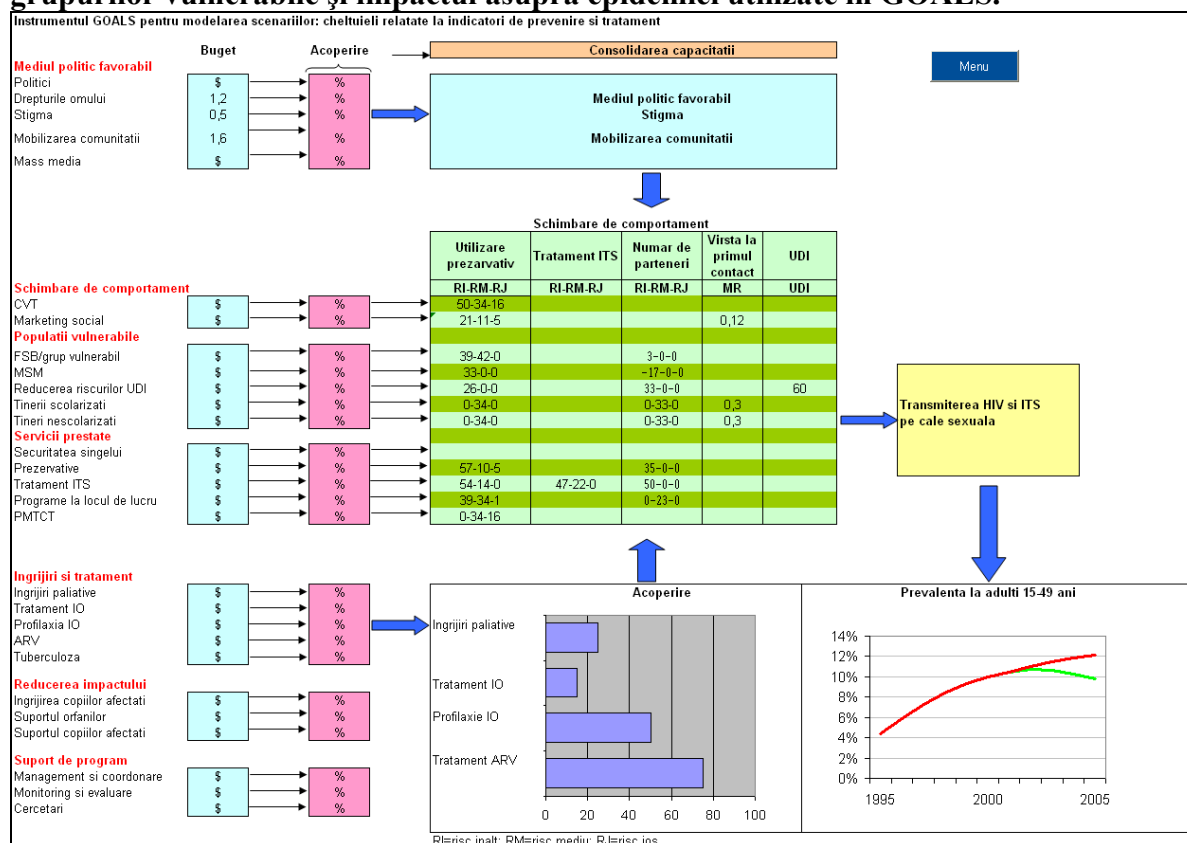 grupurilor vulnerabile şi impactul asupra epidemiei utilizate în GOALS.
Instrumentul GOALS pentru modelarea scenariilor: cheltuieli relatate la indicatori de prevenire si tratament
Buget Acoperire Consolidarea capacitatii
Menu
Mediul politic favorabil
Politici $ %
Drepturile omului 1,2 %
Stigma 0,5 %
Mobilizarea comunitatii 1,6 %
Mass media $ %
Mediul politic favorabil
Stigma
Mobilizarea comunitatii
Schimbare de comportament
Utilizare prezarvativ Tratament ITS Numar de parteneri Virsta la primul contact UDI
RI-RM-RJ RI-RM-RJ RI-RM-RJ MR UDI
Schimbare de comportament
CVT $ % 50-34-16
Marketing social $ % 21-11-5 0,12
Populatii vulnerabile
FSB/grup vulnerabil $ % 39-42-0 3-0-0
MSM $ % 33-0-0 -17-0-0
Reducerea riscurilor UDI $ % 26-0-0 33-0-0 60
Tinerii scolarizati $ % 0-34-0 0-33-0 0,3
Tineri nescolarizati $ % 0-34-0 0-33-0 0,3
Servicii prestate
Securitatea singelui $ %
Prezervative $ % 57-10-5 35-0-0
Tratament ITS $ % 54-14-0 47-22-0 50-0-0
Programe la locul de lucru $ % 39-34-1 0-23-0
PMTCT $ % 0-34-16
Transmiterea HIV si ITS
pe cale sexuala
Ingrijiri si tratament
Ingrijiri paliative $ %
Tratament IO $ %
Profilaxia IO $ %
ARV $ %
Tuberculoza $ %
Reducerea impactului
Ingrijirea copiilor afectati $ %
Suportul orfanilor $ %
Suportul copiilor afectati $ %
Suport de program
Management si coordonare $ %
Monitoring si evaluare $ %
Cercetari $ %
Acoperire
Ingrijiri paliative
Tratament IO
Profilaxie IO
Tratament ARV
0 20 40 60 80 100
Prevalenta la adulti 15-49 ani
14%
12%
10%
8%
6%
4%
2%
0%
1995 2000 2005
RI=risc inalt; RM=risc mediu; RJ=risc jos